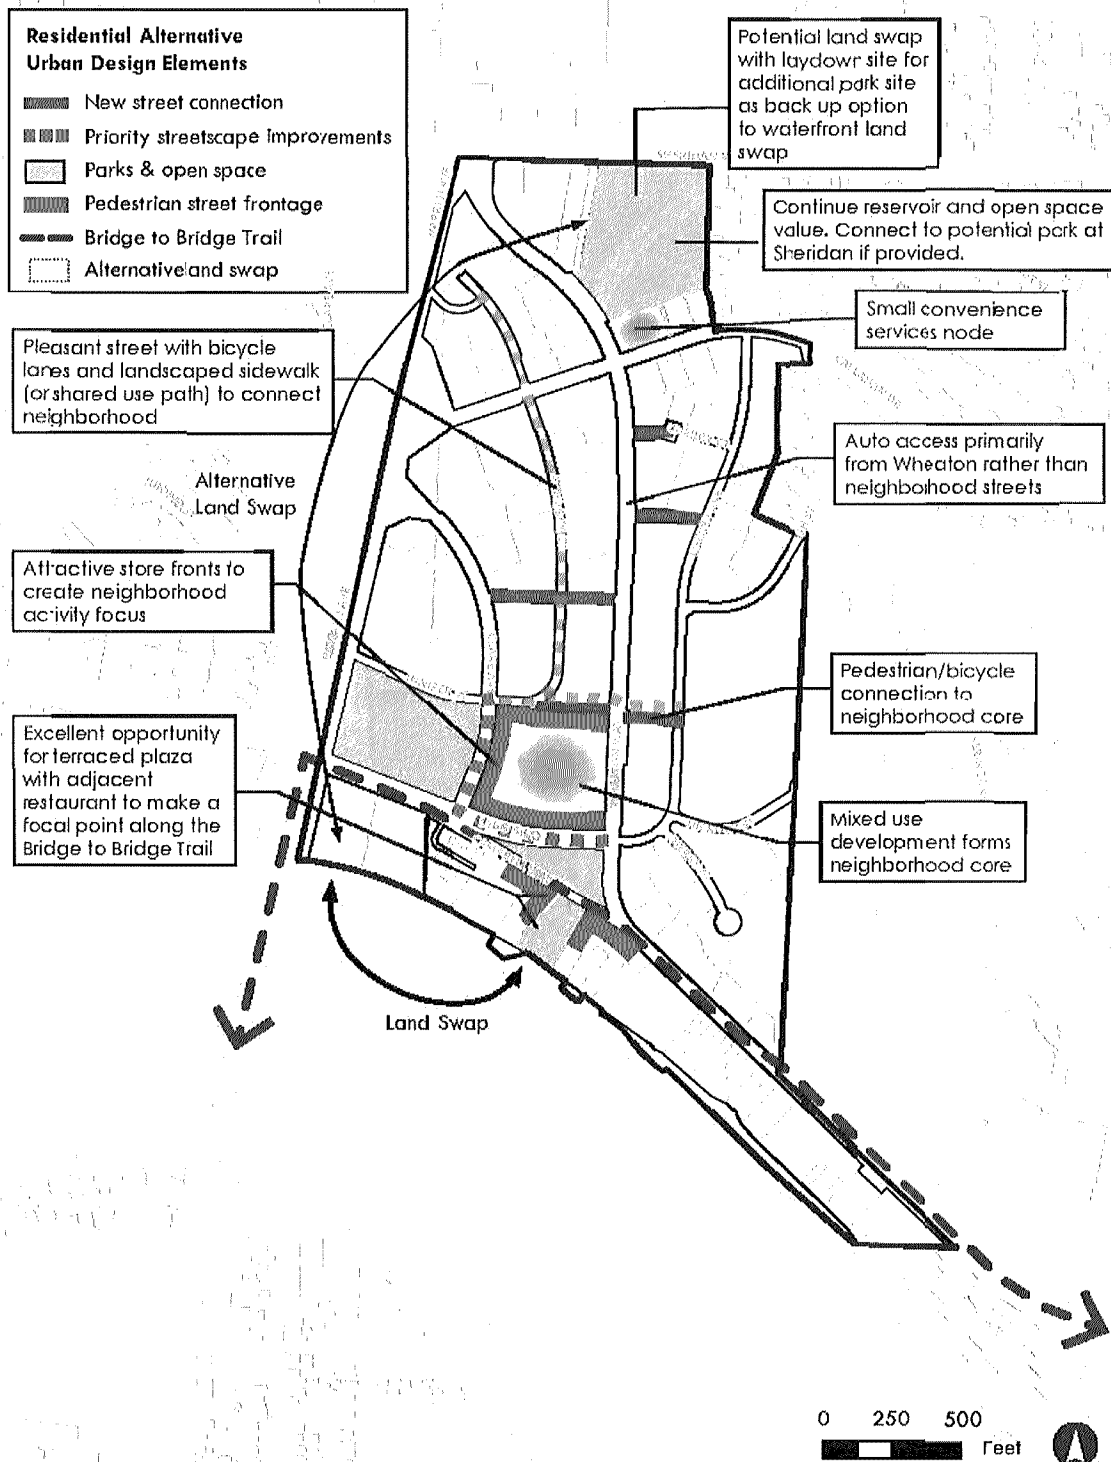 Residential Alternative
Urban Design Elements
New street connection
Priority streetscape Improvements
Parks & open space
Pedestrian street frontage
Bridge to Bridge Trail
Alternative land swap
Potential land swap
with laydowr site for
additional park site
as back up option
to waterfront land
swap
Continue reservoir and open space
value. Connect to potential park at
Sheridan if provided.
Small convenience
services node
Pleasant street with bicycle
lanes and landscaped sidewalk
(or shared use path) to connect
neighborhood
Auto access primarily
from Wheaton rather than
neighborhood streets
Alternative
Land Swap
Attractive store fronts to
create neighborhood
activity focus
Pedestrian/bicycle
connection to
neighborhood core
Excellent opportunity
for terraced plaza
with adjacent
restaurant to make a
focal point along the
Bridge to Bridge Trail
Mixed use
development forms
neighborhood core
Land Swap
0 250 500
Feet